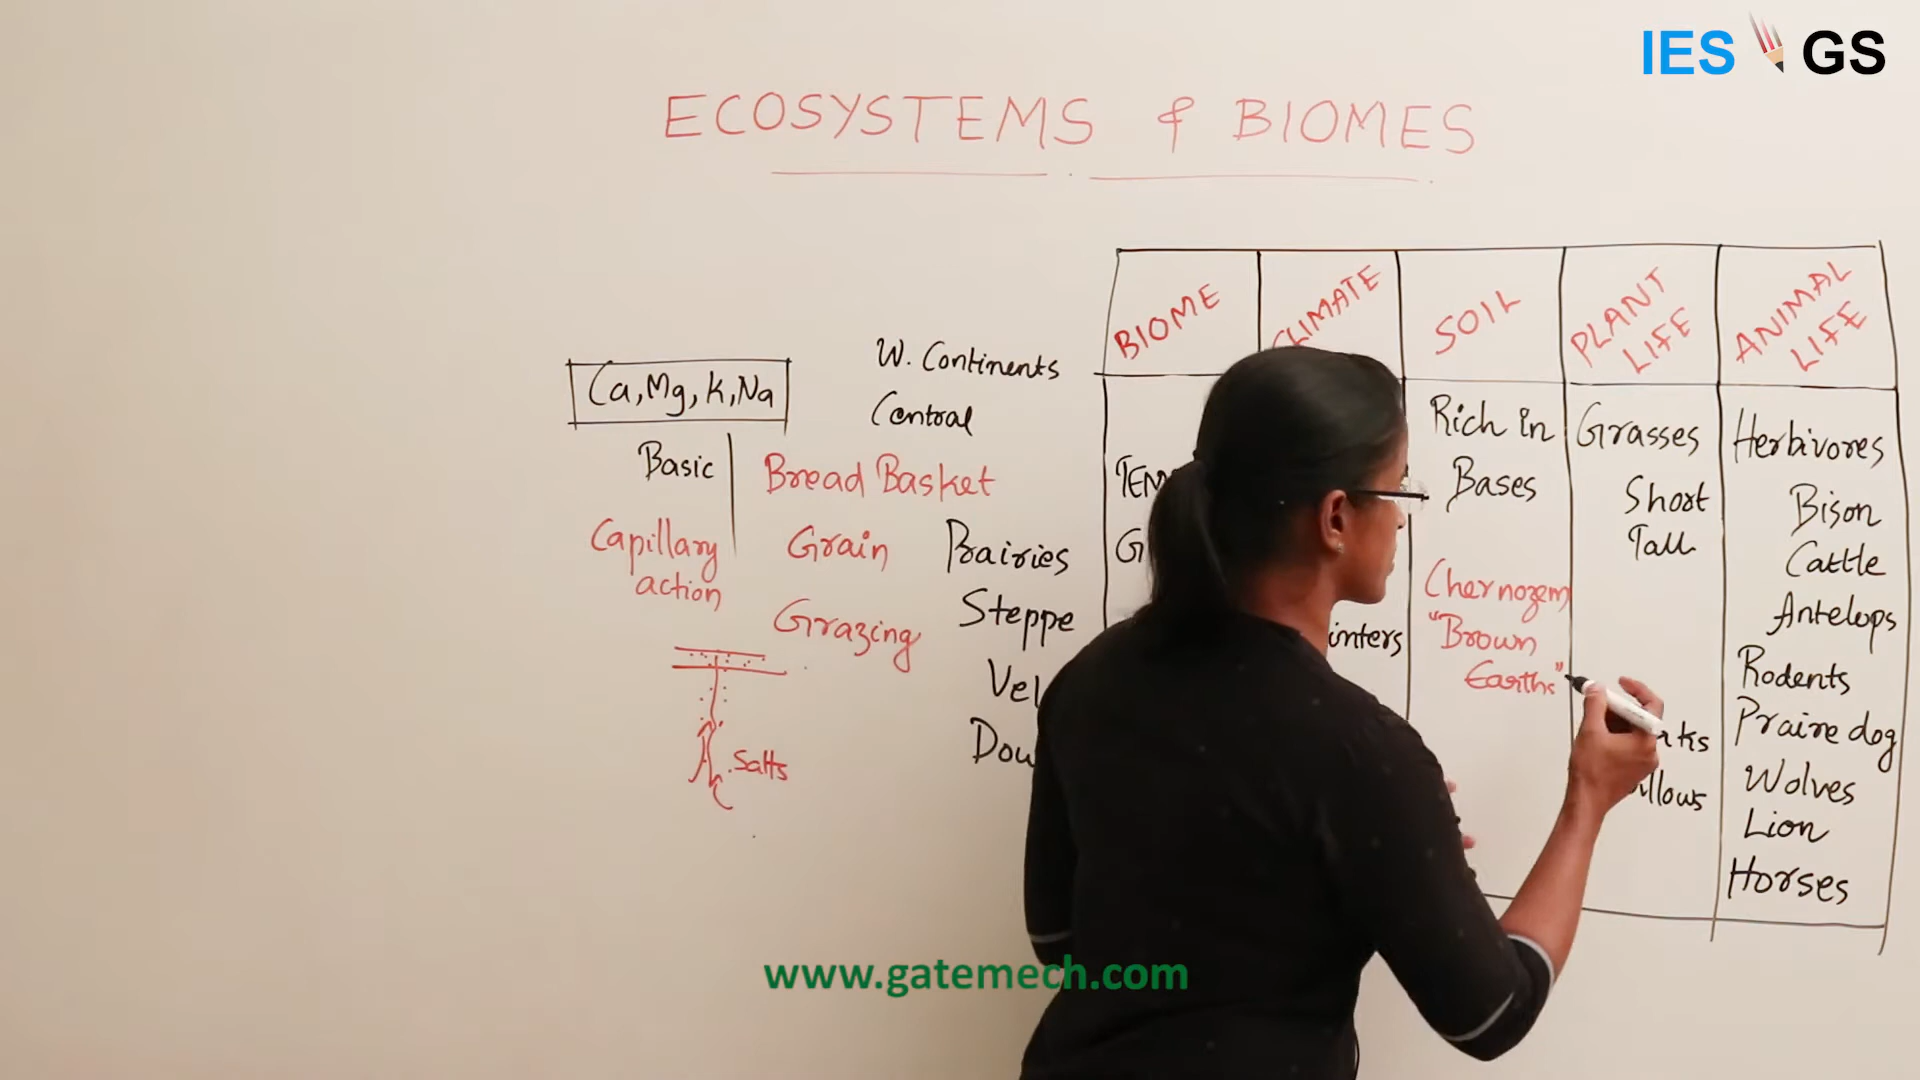 IES GS
ECOSYSTEMS & BIOMES
BIOME
CLIMATE
SOIL
PLANT
LIFE
ANIMAL
LIFE
Ca, Mg, K, Na
Basic
Capillary
action
Salts
W. Continents
Central
Bread Basket
Grain
Grazing
Prairies
Steppe
Rich in
Bases
Chernozem
"Brown
Earths"
Grasses
Short
Tall
Herbivores
Bison
Cattle
Antelops
Rodents
Praire dog
Wolves
Lion
Horses
www.gatemech.com